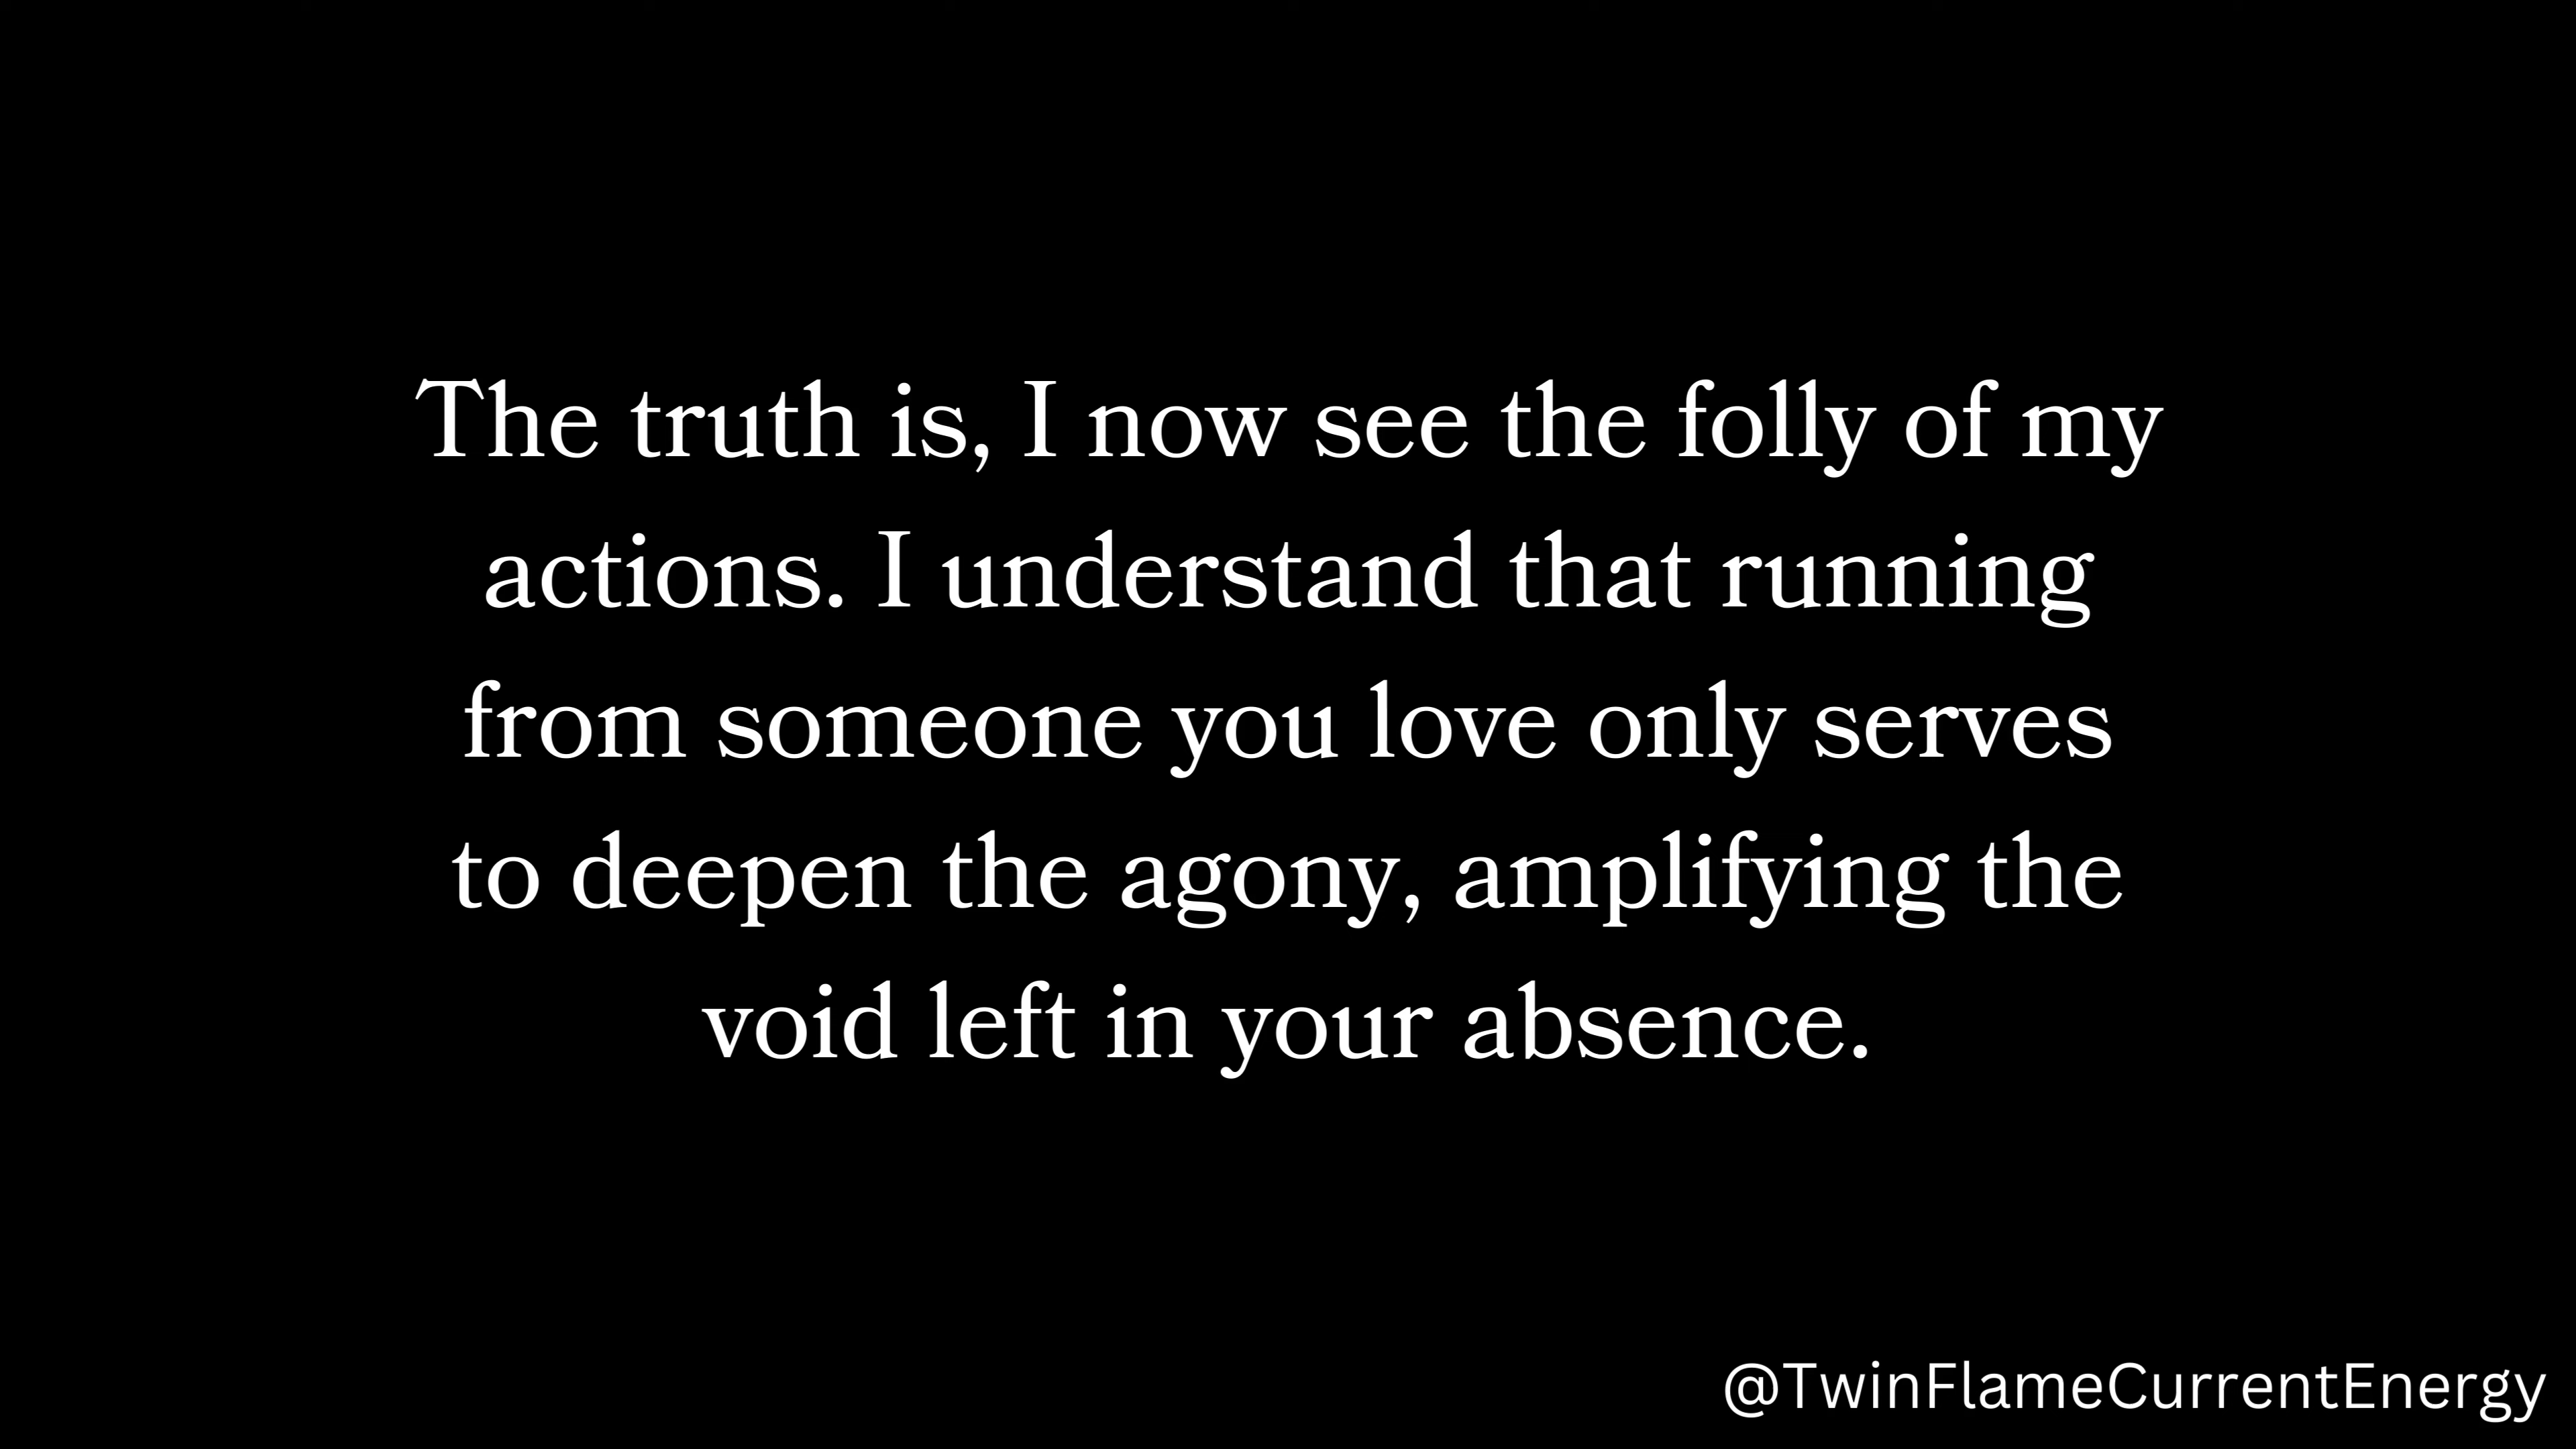 The truth is, I now see the folly of my
actions. I understand that running
from someone you love only serves
to deepen the agony, amplifying the
void left in your absence.
@TwinFlameCurrentEnergy